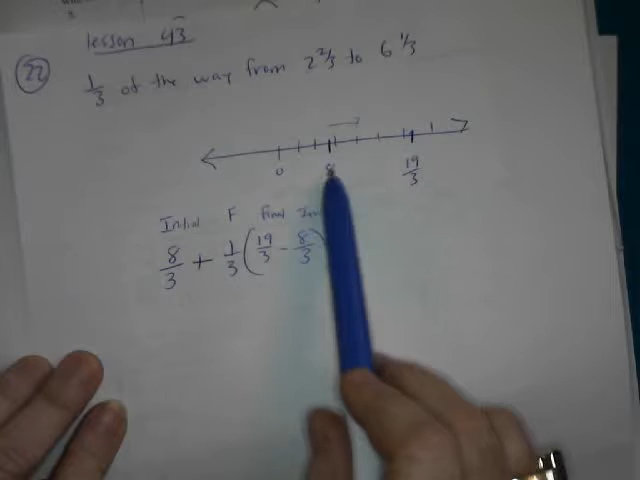 lesson 43
22
1/3 of the way from 2 2/3 to 6 1/3
0 8 19/3
Initial F Final
8/3 + 1/3 ( 19/3 - 8/3 )